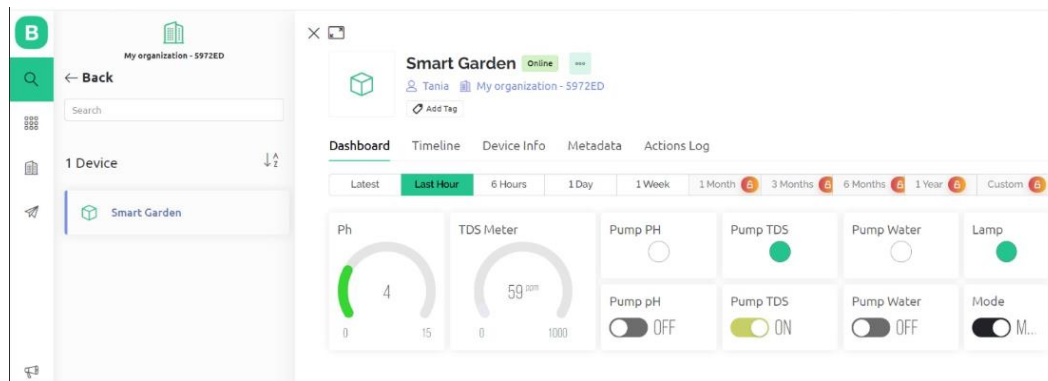 B
My organization - 5972ED
← Back
Search
1 Device
Smart Garden
Smart Garden Online
Tania My organization - 5972ED
Add Tag
Dashboard Timeline Device Info Metadata Actions Log
Latest Last Hour 6 Hours 1 Day 1 Week 1 Month 3 Months 6 Months 1 Year Custom
Ph TDS Meter Pump PH Pump TDS Pump Water Lamp
4 59 ppm
0 15 0 1000
Pump pH Pump TDS Pump Water Mode
OFF ON OFF M...